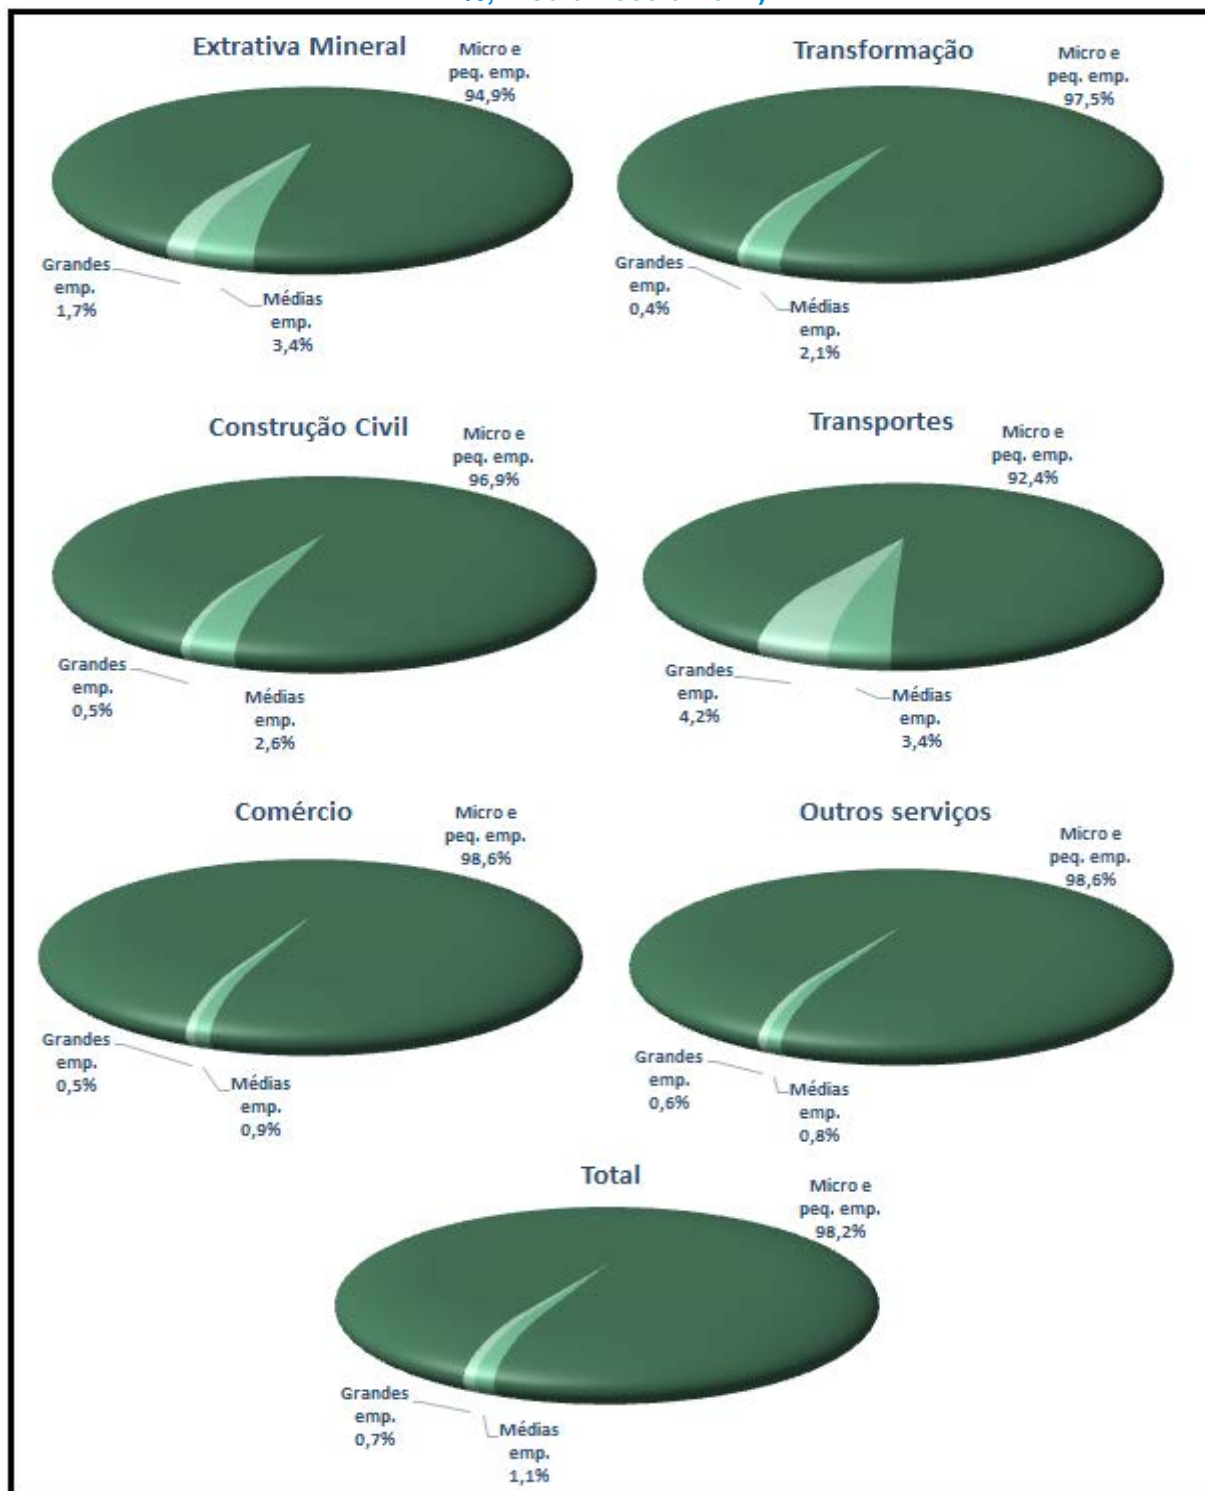 Extrativa Mineral
Micro e
peq. emp.
94,9%
Grandes
emp.
1,7%
Médias
emp.
3,4%
Transformação
Micro e
peq. emp.
97,5%
Grandes
emp.
0,4%
Médias
emp.
2,1%
Construção Civil
Micro e
peq. emp.
96,9%
Grandes
emp.
0,5%
Médias
emp.
2,6%
Transportes
Micro e
peq. emp.
92,4%
Grandes
emp.
4,2%
Médias
emp.
3,4%
Comércio
Micro e
peq. emp.
98,6%
Grandes
emp.
0,5%
Médias
emp.
0,9%
Outros serviços
Micro e
peq. emp.
98,6%
Grandes
emp.
0,6%
Médias
emp.
0,8%
Total
Micro e
peq. emp.
98,2%
Grandes
emp.
0,7%
Médias
emp.
1,1%